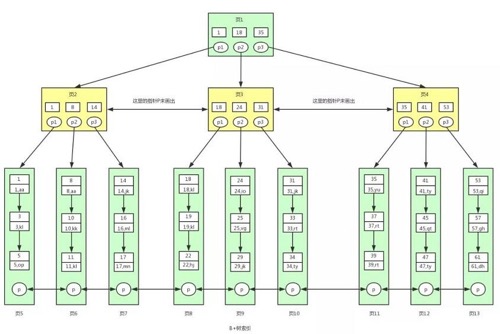 页1
1 18 35
p1 p2 p3
页2 页3 页4
1 8 14 这里的指针P未画出 18 24 31 这里的指针P未画出 35 41 53
p1 p2 p3 p1 p2 p3 p1 p2 p3
1 8 14 18 24 31 35 41 53
1,aa 8,aa 14,jk 18,kl 24,ro 31,jk 35,yu 41,ty 53,qi
3 10 16 19 25 33 37 45 57
3,kl 10,kk 16,ml 19,kl 25,vg 33,rt 37,rt 45,qt 57,gh
5 11 17 22 29 34 39 47 61
5,op 11,kl 17,mn 22,hj 29,jk 34,ty 39,rt 47,ty 61,dh
p p p p p p p p p
页5 页6 页7 页8 页9 页10 页11 页12 页13
B+树索引